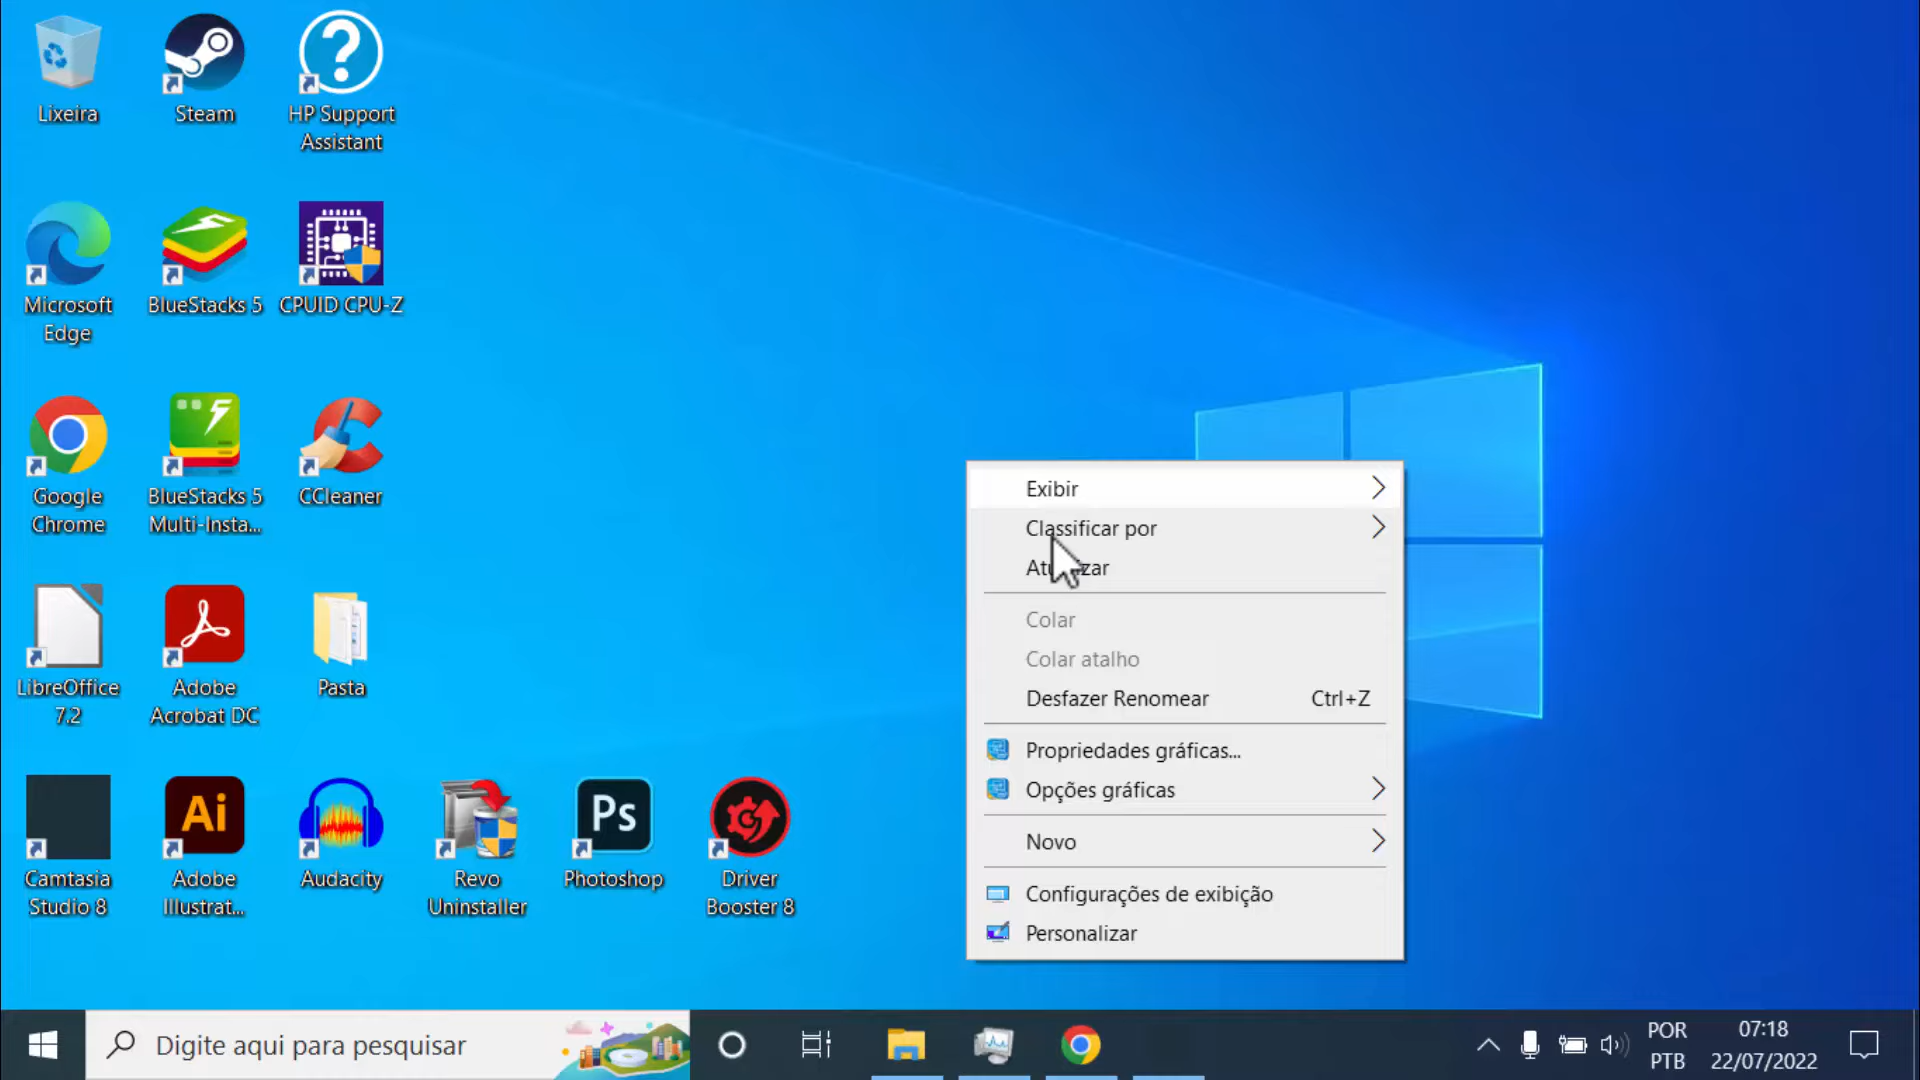 Lixeira
Steam
HP Support
Assistant
Microsoft
Edge
BlueStacks 5
CPUID CPU-Z
Google
Chrome
BlueStacks 5
Multi-Insta...
CCleaner
LibreOffice
7.2
Adobe
Acrobat DC
Pasta
Camtasia
Studio 8
Ai
Adobe
Illustrat...
Audacity
Revo
Uninstaller
Ps
Photoshop
Driver
Booster 8
Exibir
Classificar por
Atualizar
Colar
Colar atalho
Desfazer Renomear Ctrl+Z
Propriedades gráficas...
Opções gráficas
Novo
Configurações de exibição
Personalizar
Digite aqui para pesquisar
POR
PTB
07:18
22/07/2022